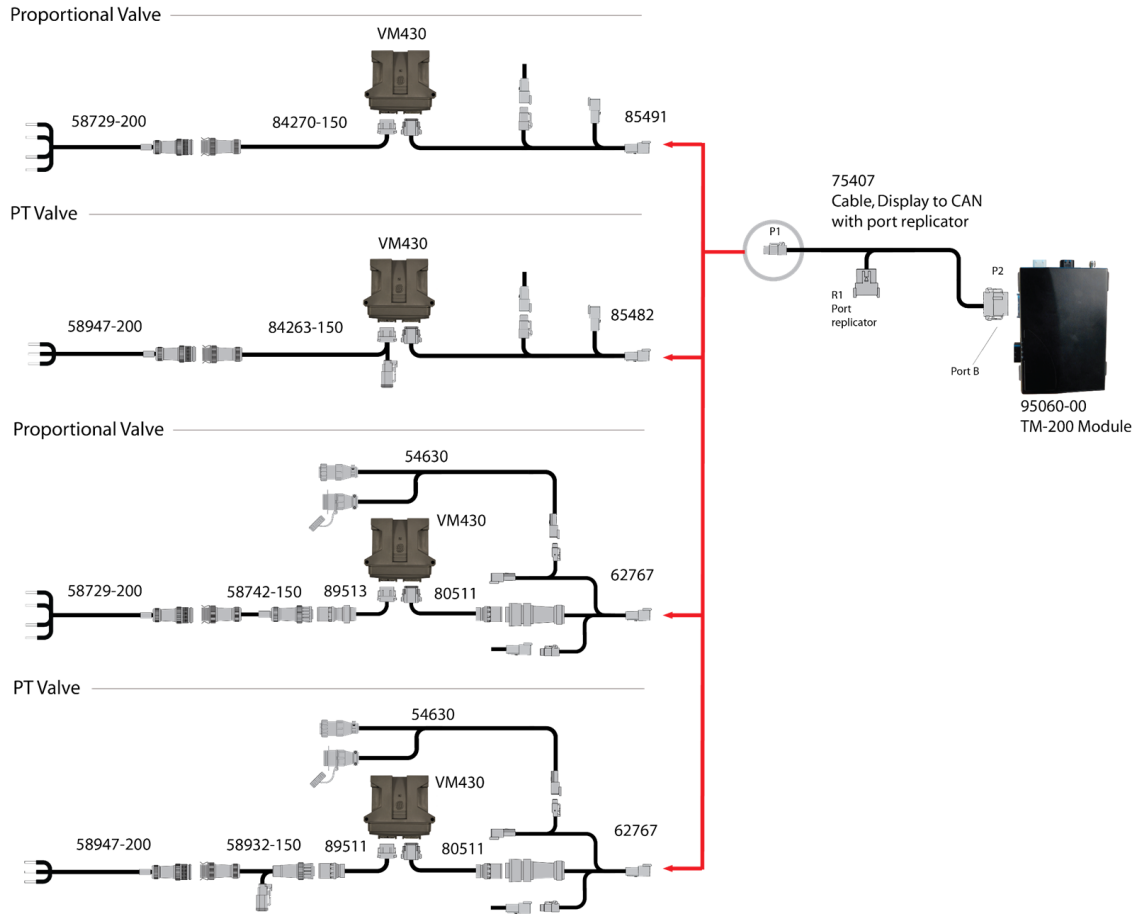 Proportional Valve
VM430
58729-200
84270-150
85491
PT Valve
VM430
58947-200
84263-150
85482
Proportional Valve
54630
VM430
58729-200
58742-150
89513
80511
62767
PT Valve
54630
VM430
58947-200
58932-150
89511
80511
62767
75407
Cable, Display to CAN
with port replicator
P1
R1
Port
replicator
P2
Port B
95060-00
TM-200 Module